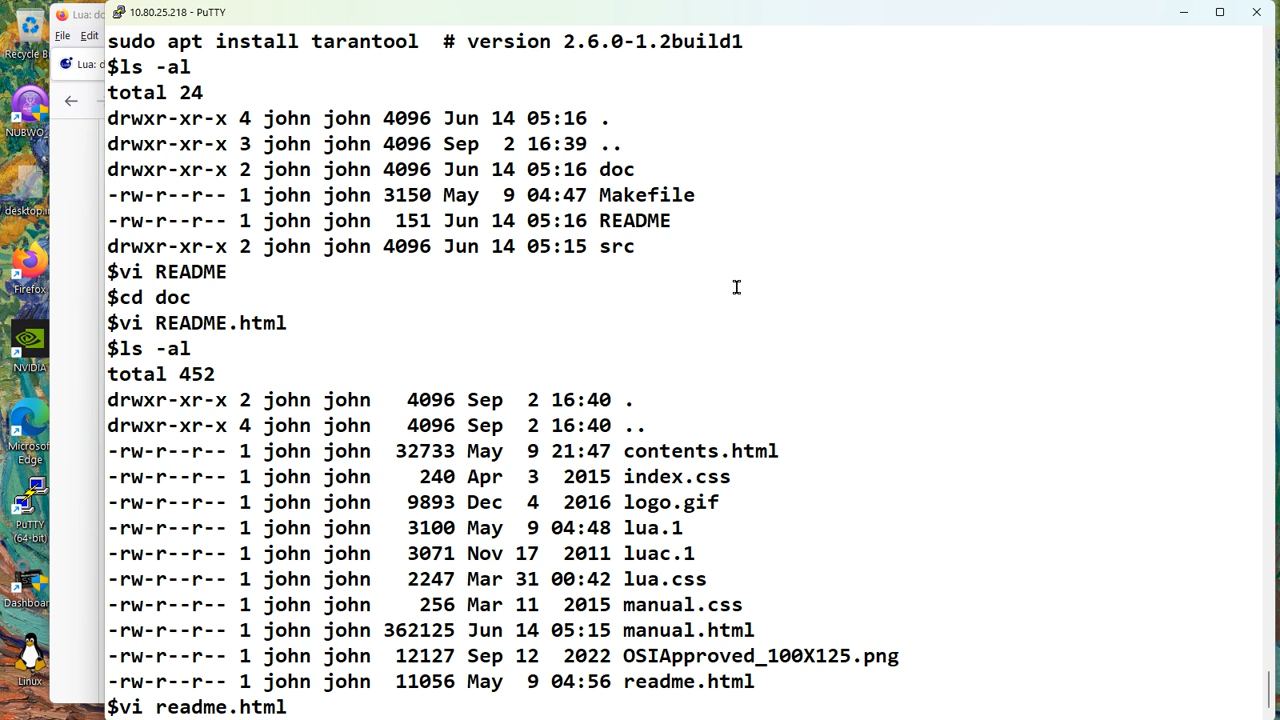 10.80.25.218 - PuTTY
Lua: do
File Edit
Lua: d
Recycle B
NUBWO
desktop.in
Firefox
NVIDIA
Microsof
Edge
PuTTY
(64-bit)
Dashboar
Linux
sudo apt install tarantool  # version 2.6.0-1.2build1
$ls -al
total 24
drwxr-xr-x 4 john john 4096 Jun 14 05:16 .
drwxr-xr-x 3 john john 4096 Sep  2 16:39 ..
drwxr-xr-x 2 john john 4096 Jun 14 05:16 doc
-rw-r--r-- 1 john john 3150 May  9 04:47 Makefile
-rw-r--r-- 1 john john  151 Jun 14 05:16 README
drwxr-xr-x 2 john john 4096 Jun 14 05:15 src
$vi README
$cd doc
$vi README.html
$ls -al
total 452
drwxr-xr-x 2 john john   4096 Sep  2 16:40 .
drwxr-xr-x 4 john john   4096 Sep  2 16:40 ..
-rw-r--r-- 1 john john  32733 May  9 21:47 contents.html
-rw-r--r-- 1 john john    240 Apr  3  2015 index.css
-rw-r--r-- 1 john john   9893 Dec  4  2016 logo.gif
-rw-r--r-- 1 john john   3100 May  9 04:48 lua.1
-rw-r--r-- 1 john john   3071 Nov 17  2011 luac.1
-rw-r--r-- 1 john john   2247 Mar 31 00:42 lua.css
-rw-r--r-- 1 john john    256 Mar 11  2015 manual.css
-rw-r--r-- 1 john john 362125 Jun 14 05:15 manual.html
-rw-r--r-- 1 john john  12127 Sep 12  2022 OSIApproved_100X125.png
-rw-r--r-- 1 john john  11056 May  9 04:56 readme.html
$vi readme.html